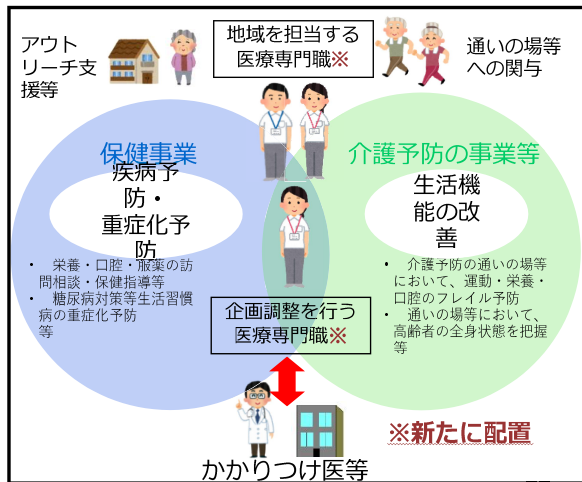 アウト
リーチ支
援等
地域を担当する
医療専門職※
通いの場等
への関与
保健事業
疾病予
防・
重症化予
防
• 栄養・口腔・服薬の訪
問相談・保健指導等
• 糖尿病対策等生活習慣
病の重症化予防
等
介護予防の事業等
生活機
能の改
善
• 介護予防の通いの場等
において、運動・栄養・
口腔のフレイル予防
• 通いの場等において、
高齢者の全身状態を把握
等
企画調整を行う
医療専門職※
※新たに配置
かかりつけ医等